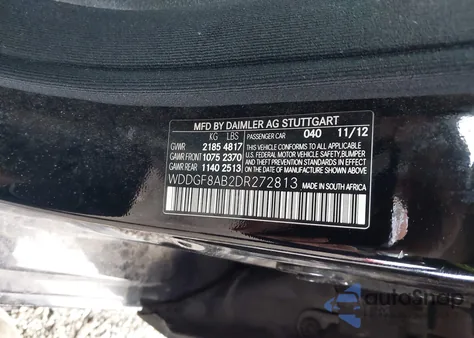 MFD BY DAIMLER AG STUTTGART
KG LBS PASSENGER CAR 040 11/12
GVWR 2185 4817
GAWR FRONT 1075 2370
GAWR REAR 1140 2513
THIS VEHICLE CONFORMS TO ALL APPLICABLE
U.S. FEDERAL MOTOR VEHICLE SAFETY, BUMPER
AND THEFT PREVENTION STANDARDS IN EFFECT
ON THE DATE OF MANUFACTURE SHOWN ABOVE.
WDDGF8AB2DR272813 MADE IN SOUTH AFRICA
autoShop